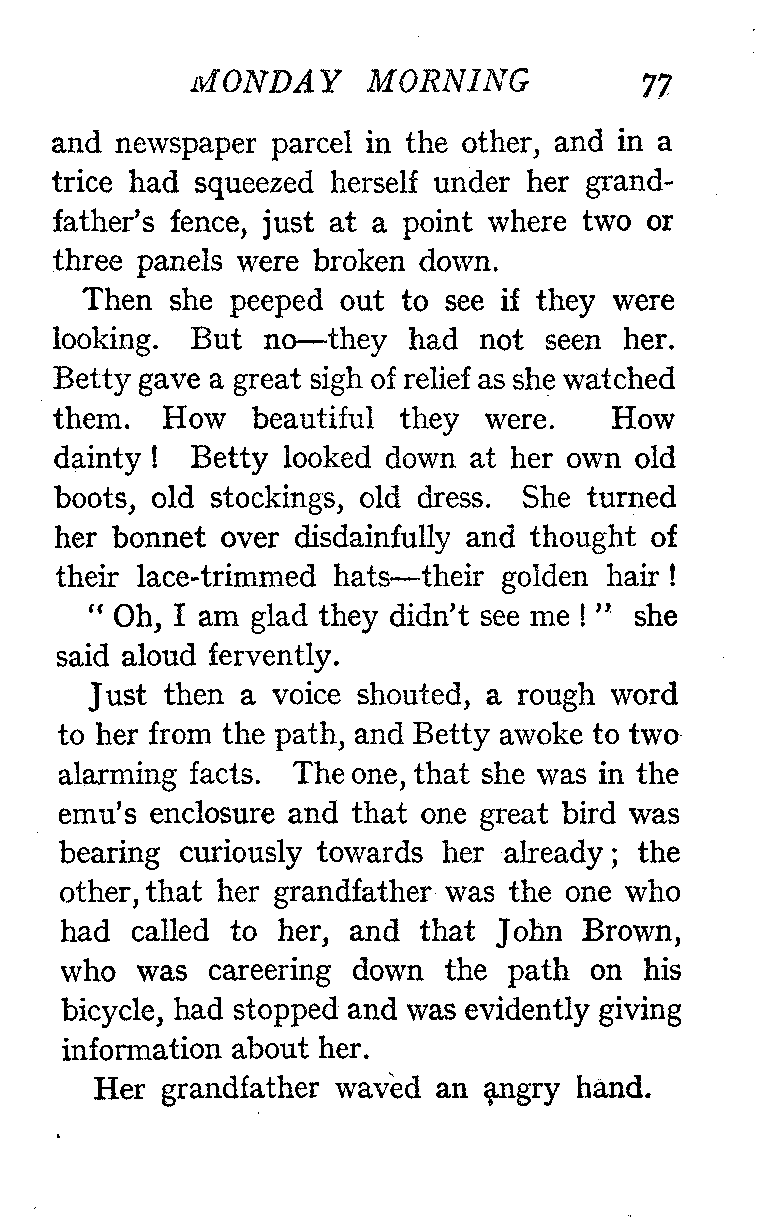 MONDAY MORNING 77
and newspaper parcel in the other, and in a
trice had squeezed herself under her grand-
father's fence, just at a point where two or
three panels were broken down.
Then she peeped out to see if they were
looking. But no—they had not seen her.
Betty gave a great sigh of relief as she watched
them. How beautiful they were. How
dainty ! Betty looked down at her own old
boots, old stockings, old dress. She turned
her bonnet over disdainfully and thought of
their lace-trimmed hats—their golden hair !
" Oh, I am glad they didn't see me ! " she
said aloud fervently.
Just then a voice shouted, a rough word
to her from the path, and Betty awoke to two
alarming facts. The one, that she was in the
emu's enclosure and that one great bird was
bearing curiously towards her already ; the
other, that her grandfather was the one who
had called to her, and that John Brown,
who was careering down the path on his
bicycle, had stopped and was evidently giving
information about her.
Her grandfather waved an angry hand.